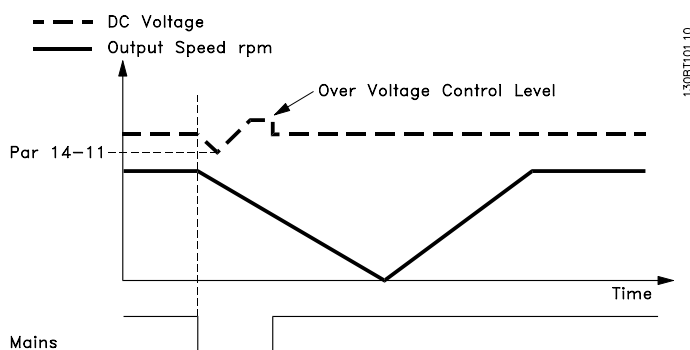 DC Voltage
Output Speed rpm
Over Voltage Control Level
Par 14-11
Time
Mains
130BT101.10